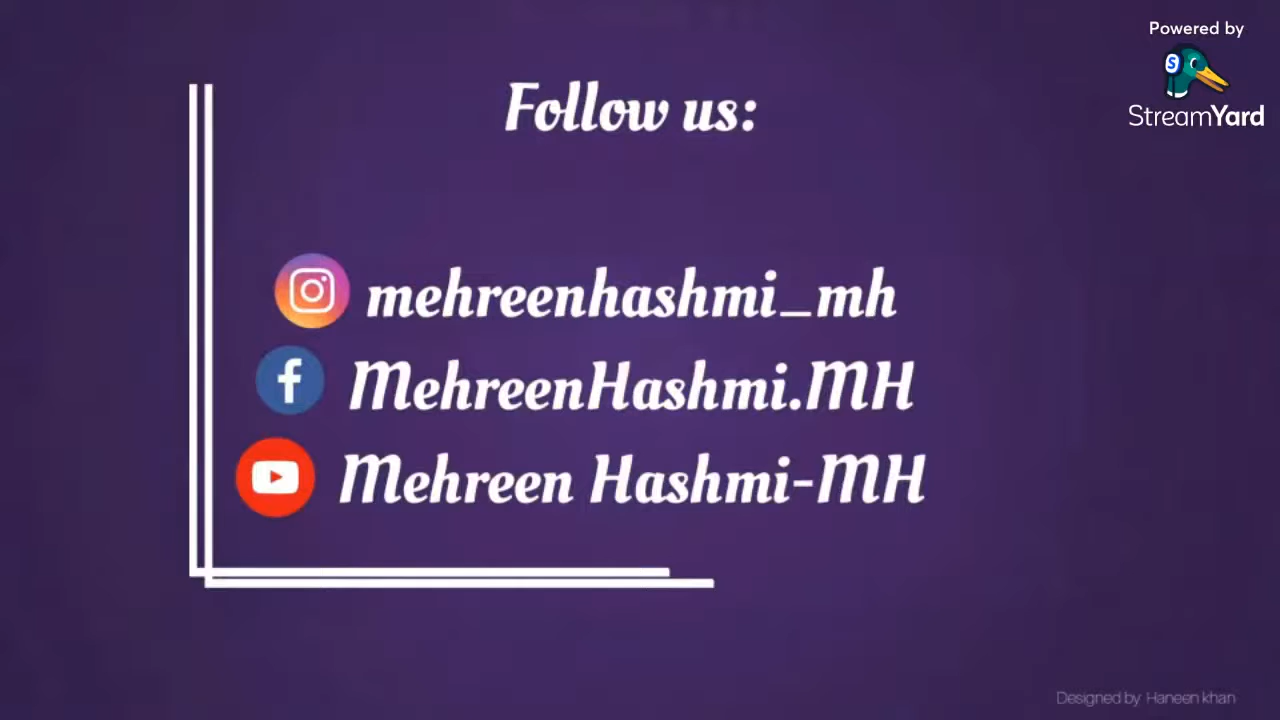 Powered by
StreamYard
Follow us:
mehreenhashmi_mh
MehreenHashmi.MH
Mehreen Hashmi-MH
Designed by Haneen khan